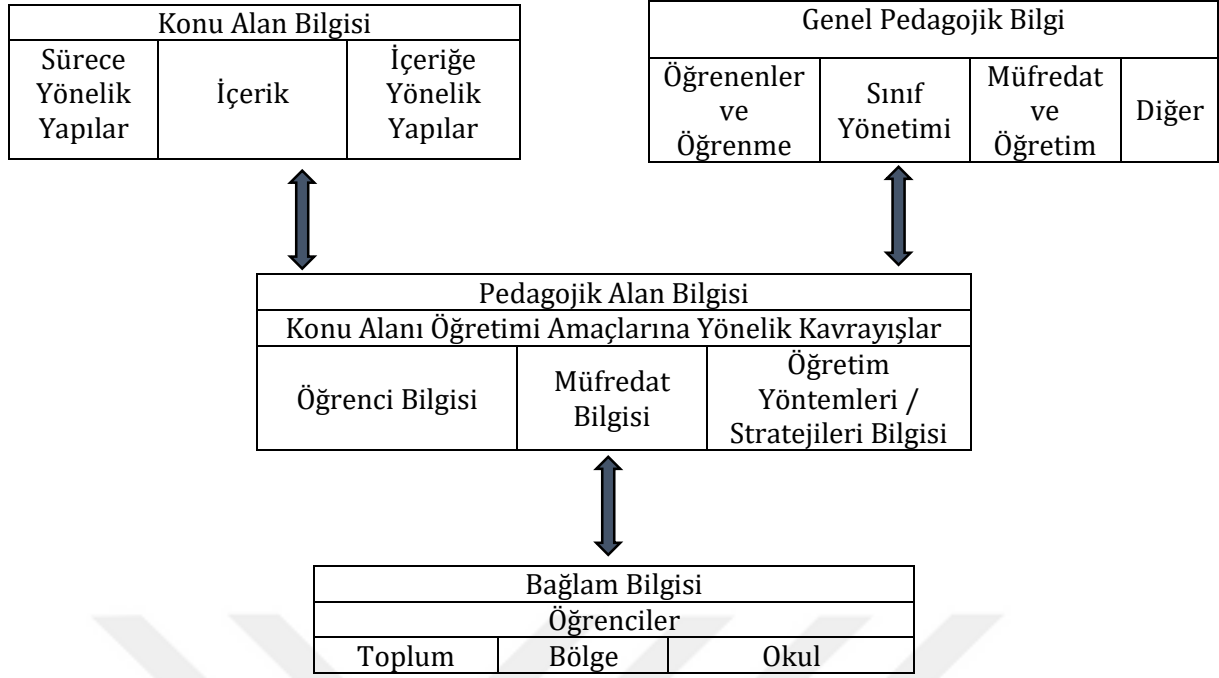 Konu Alan Bilgisi
Sürece
Yönelik
Yapılar
İçerik
İçeriğe
Yönelik
Yapılar
Genel Pedagojik Bilgi
Öğrenenler
ve
Öğrenme
Sınıf
Yönetimi
Müfredat
ve
Öğretim
Diğer
Pedagojik Alan Bilgisi
Konu Alanı Öğretimi Amaçlarına Yönelik Kavrayışlar
Öğrenci Bilgisi
Müfredat
Bilgisi
Öğretim
Yöntemleri /
Stratejileri Bilgisi
Bağlam Bilgisi
Öğrenciler
Toplum
Bölge
Okul